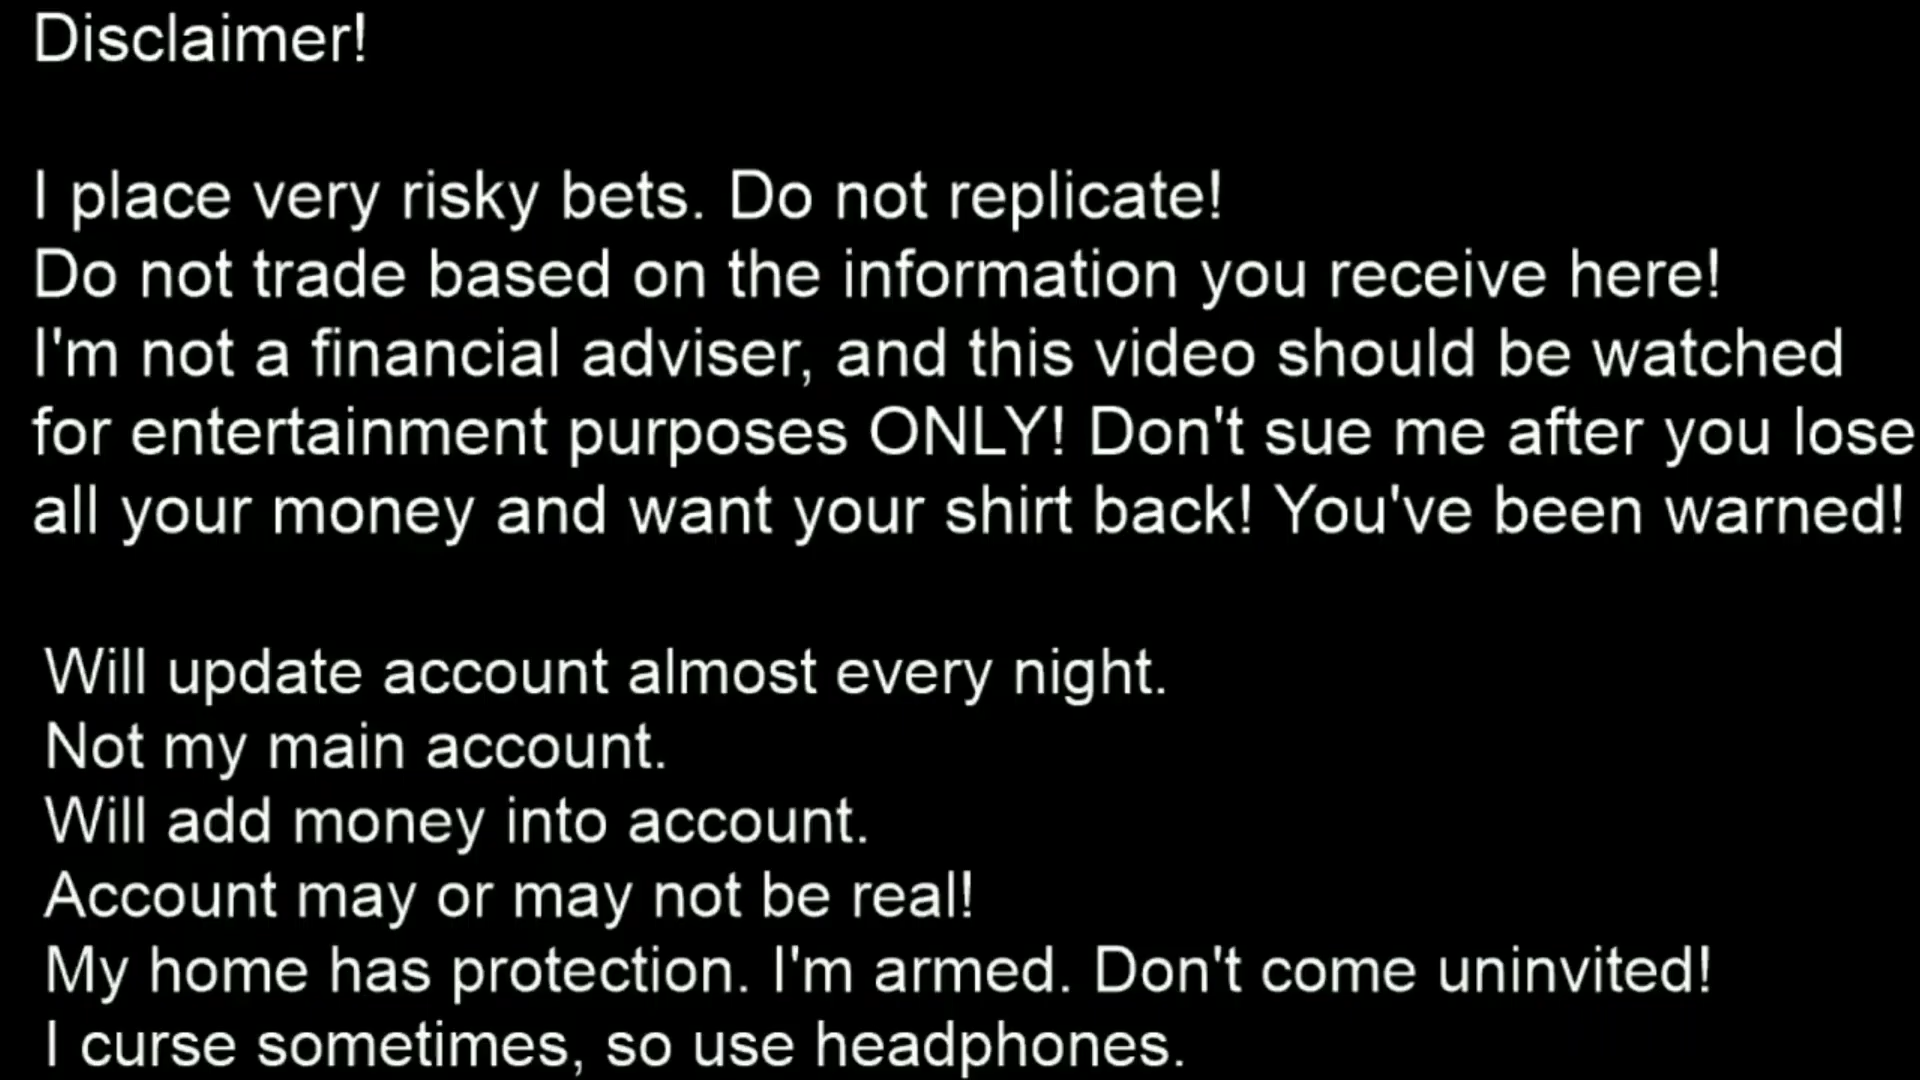 Disclaimer!
I place very risky bets. Do not replicate!
Do not trade based on the information you receive here!
I'm not a financial adviser, and this video should be watched
for entertainment purposes ONLY! Don't sue me after you lose
all your money and want your shirt back! You've been warned!
Will update account almost every night.
Not my main account.
Will add money into account.
Account may or may not be real!
My home has protection. I'm armed. Don't come uninvited!
I curse sometimes, so use headphones.